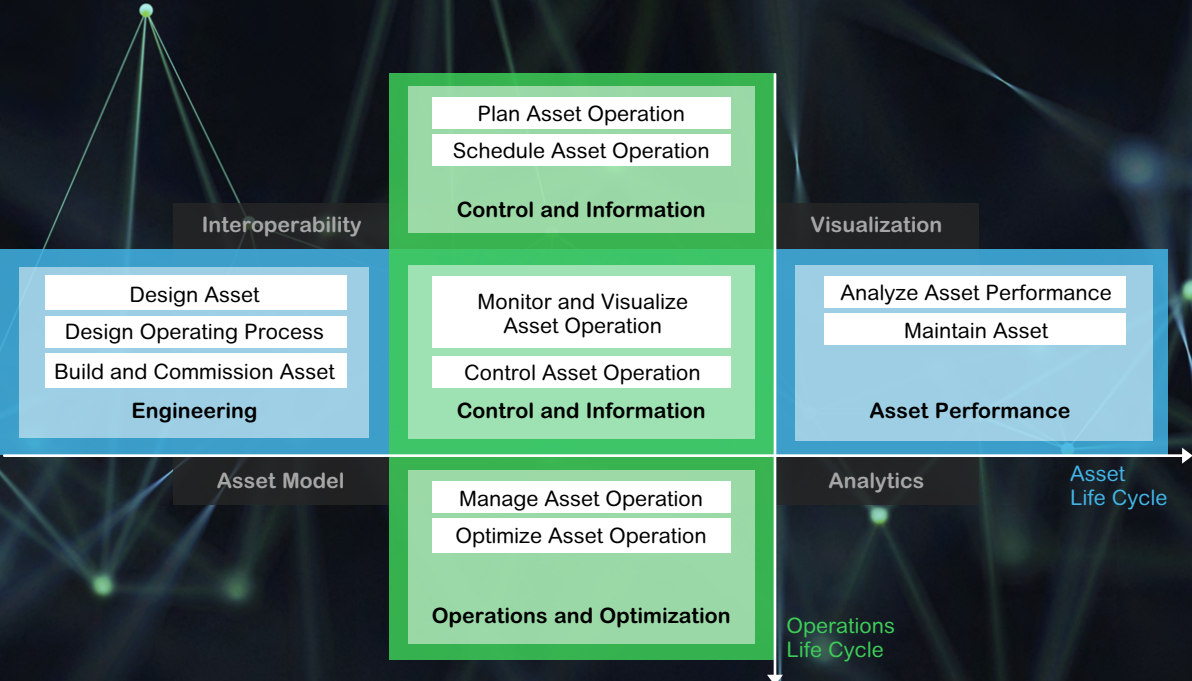 Plan Asset Operation
Schedule Asset Operation
Control and Information
Interoperability
Visualization
Design Asset
Design Operating Process
Build and Commission Asset
Engineering
Monitor and Visualize
Asset Operation
Control Asset Operation
Control and Information
Analyze Asset Performance
Maintain Asset
Asset Performance
Asset Model
Analytics
Asset
Life Cycle
Manage Asset Operation
Optimize Asset Operation
Operations and Optimization
Operations
Life Cycle